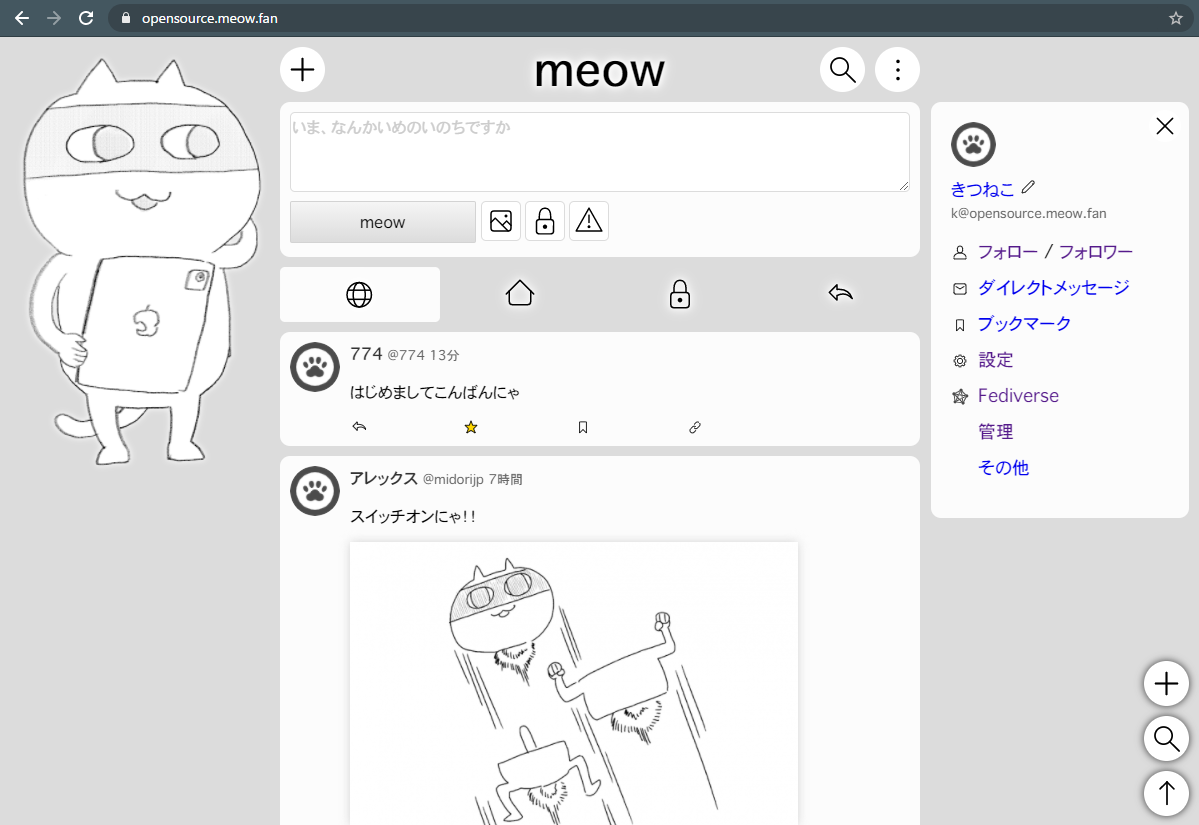 opensource.meow.fan
meow
いま、なんかいめのいのちですか
meow
774 @774 13分
はじめましてこんばんにゃ
アレックス @midorijp 7時間
スイッチオンにゃ!!
きつねこ
k@opensource.meow.fan
フォロー / フォロワー
ダイレクトメッセージ
ブックマーク
設定
Fediverse
管理
その他